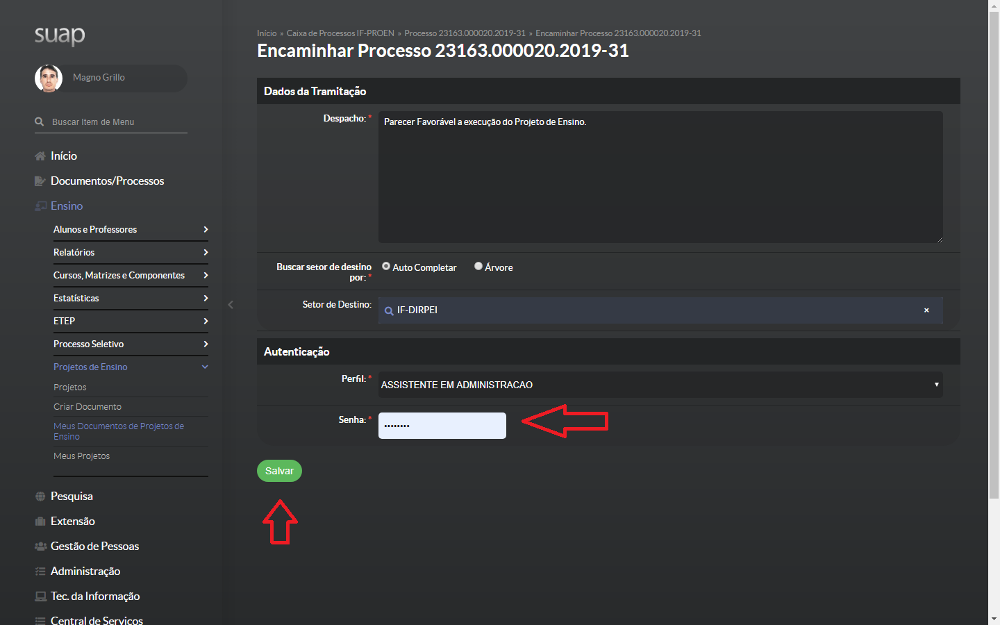 suap
Magno Grillo
Buscar Item de Menu
Início
Documentos/Processos
Ensino
Alunos e Professores
Relatórios
Cursos, Matrizes e Componentes
Estatísticas
ETEP
Processo Seletivo
Projetos de Ensino
Projetos
Criar Documento
Meus Documentos de Projetos de
Ensino
Meus Projetos
Pesquisa
Extensão
Gestão de Pessoas
Administração
Tec. da Informação
Central de Serviços
Início » Caixa de Processos IF-PROEN » Processo 23163.000020.2019-31 » Encaminhar Processo 23163.000020.2019-31
Encaminhar Processo 23163.000020.2019-31
Dados da Tramitação
Despacho: *
Parecer Favorável a execução do Projeto de Ensino.
Buscar setor de destino
por: *
Auto Completar
Árvore
Setor de Destino:
IF-DIRPEI
Autenticação
Perfil: *
ASSISTENTE EM ADMINISTRACAO
Senha: *
••••••••
Salvar